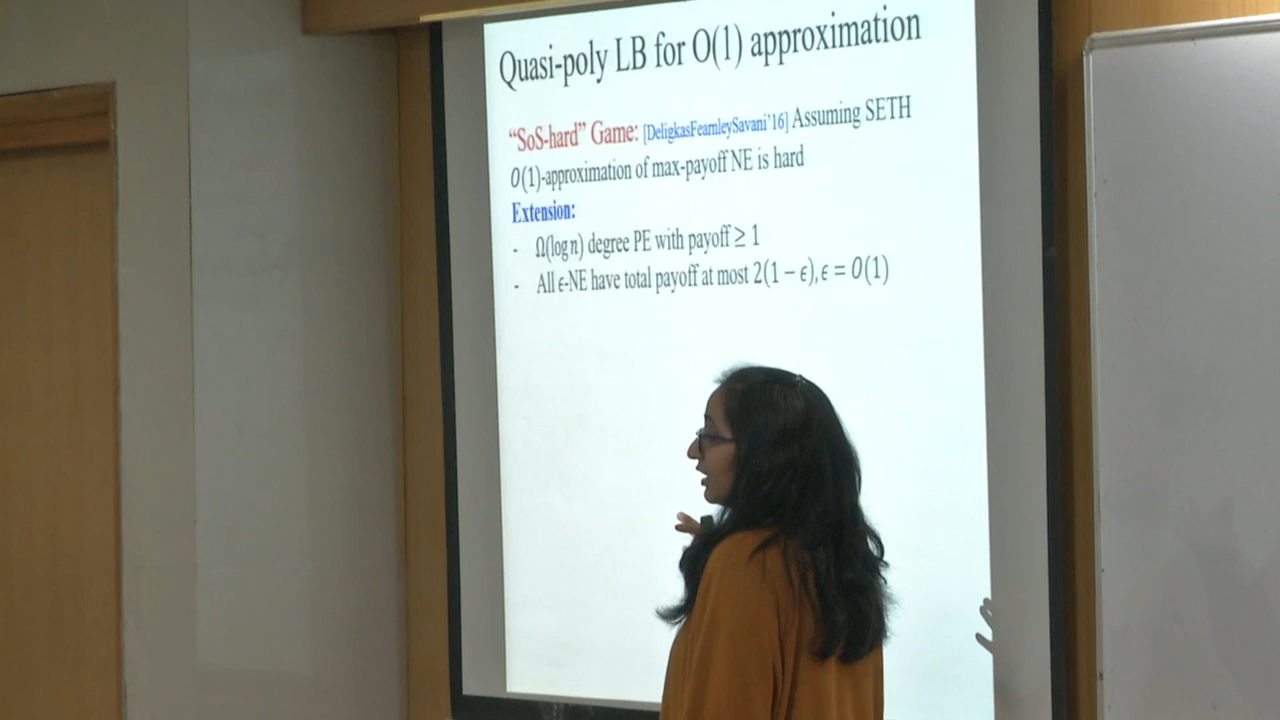 Quasi-poly LB for O(1) approximation
“SoS-hard” Game: [DeligkasFearnleySavani’16] Assuming SETH
O(1)-approximation of max-payoff NE is hard
Extension:
- Ω(log n) degree PE with payoff ≥ 1
- All ϵ-NE have total payoff at most 2(1 − ϵ), ϵ = O(1)